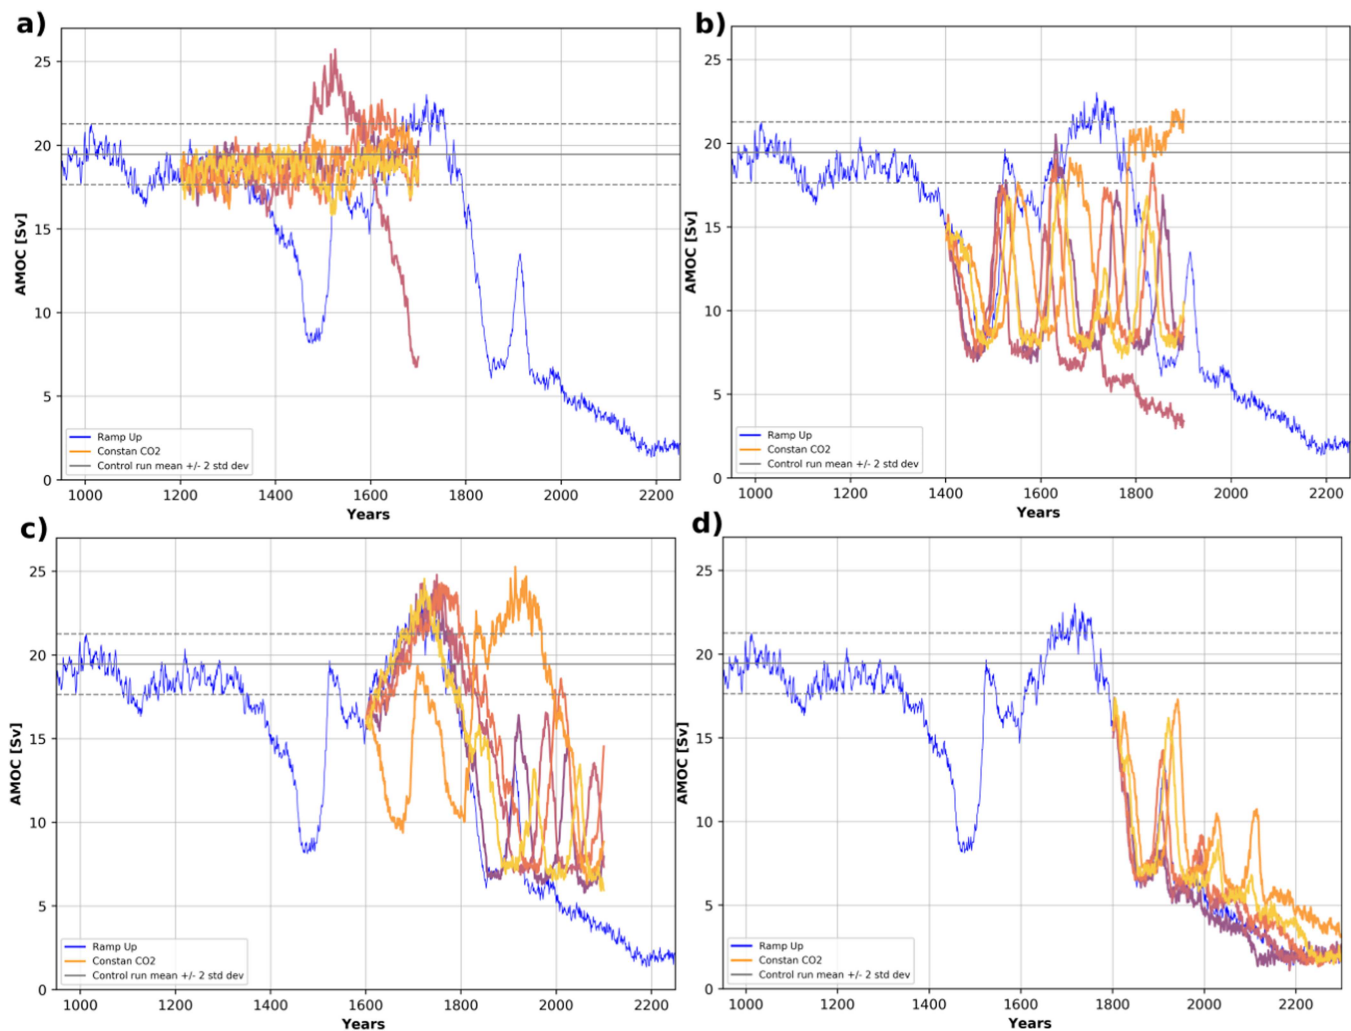 a)
AMOC [Sv]
25
20
15
10
5
0
Ramp Up
Constan CO2
Control run mean +/- 2 std dev
1000 1200 1400 1600 1800 2000 2200
Years
b)
AMOC [Sv]
25
20
15
10
5
0
Ramp Up
Constan CO2
Control run mean +/- 2 std dev
1000 1200 1400 1600 1800 2000 2200
Years
c)
AMOC [Sv]
25
20
15
10
5
0
Ramp Up
Constan CO2
Control run mean +/- 2 std dev
1000 1200 1400 1600 1800 2000 2200
Years
d)
AMOC [Sv]
25
20
15
10
5
0
Ramp Up
Constan CO2
Control run mean +/- 2 std dev
1000 1200 1400 1600 1800 2000 2200
Years